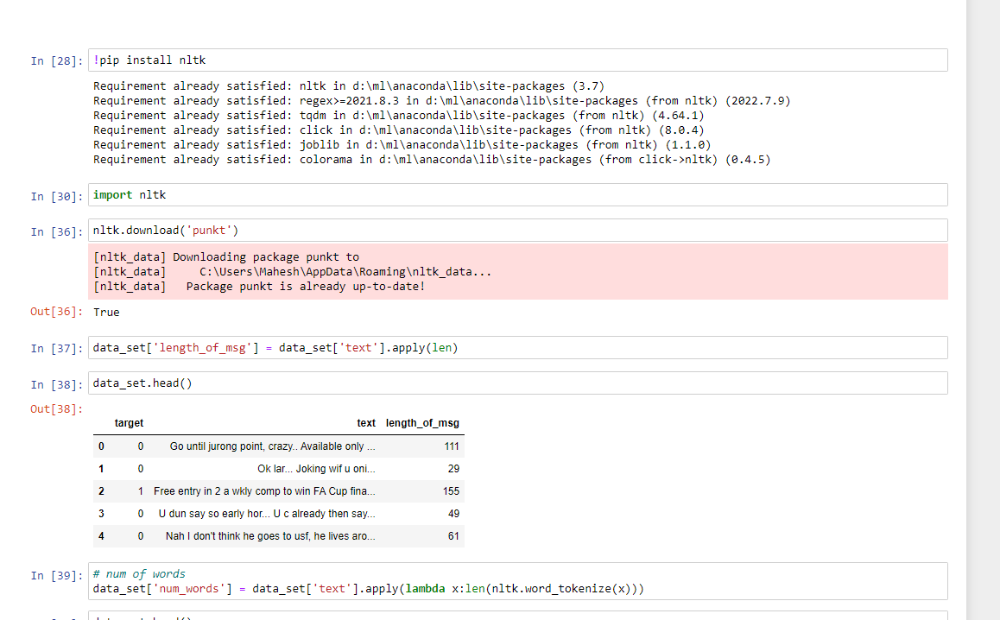 In [28]: !pip install nltk
Requirement already satisfied: nltk in d:\ml\anaconda\lib\site-packages (3.7)
Requirement already satisfied: regex>=2021.8.3 in d:\ml\anaconda\lib\site-packages (from nltk) (2022.7.9)
Requirement already satisfied: tqdm in d:\ml\anaconda\lib\site-packages (from nltk) (4.64.1)
Requirement already satisfied: click in d:\ml\anaconda\lib\site-packages (from nltk) (8.0.4)
Requirement already satisfied: joblib in d:\ml\anaconda\lib\site-packages (from nltk) (1.1.0)
Requirement already satisfied: colorama in d:\ml\anaconda\lib\site-packages (from click->nltk) (0.4.5)
In [30]: import nltk
In [36]: nltk.download('punkt')
[nltk_data] Downloading package punkt to
[nltk_data]     C:\Users\Mahesh\AppData\Roaming\nltk_data...
[nltk_data]   Package punkt is already up-to-date!
Out[36]: True
In [37]: data_set['length_of_msg'] = data_set['text'].apply(len)
In [38]: data_set.head()
Out[38]:
target text length_of_msg
0 0 Go until jurong point, crazy.. Available only ... 111
1 0 Ok lar... Joking wif u oni... 29
2 1 Free entry in 2 a wkly comp to win FA Cup fina... 155
3 0 U dun say so early hor... U c already then say... 49
4 0 Nah I don't think he goes to usf, he lives aro... 61
In [39]: # num of words
data_set['num_words'] = data_set['text'].apply(lambda x:len(nltk.word_tokenize(x)))